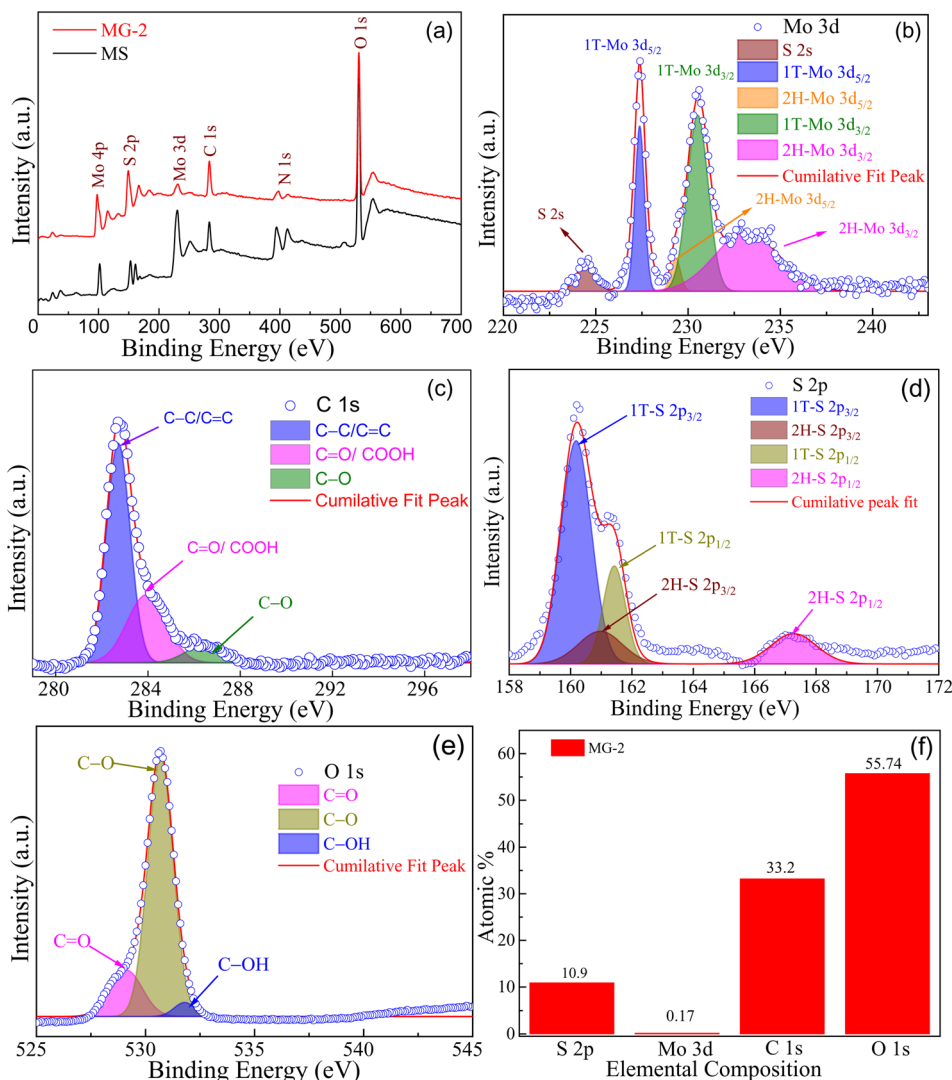 MG-2
MS
(a)
O 1s
Mo 4p
S 2p
Mo 3d
C 1s
N 1s
Intensity (a.u.)
0 100 200 300 400 500 600 700
Binding Energy (eV)
(b)
Mo 3d
S 2s
1T-Mo 3d5/2
2H-Mo 3d5/2
1T-Mo 3d3/2
2H-Mo 3d3/2
Cumilative Fit Peak
1T-Mo 3d5/2
1T-Mo 3d3/2
2H-Mo 3d5/2
S 2s
2H-Mo 3d3/2
Intensity (a.u.)
220 225 230 235 240
Binding Energy (eV)
(c)
C 1s
C−C/C=C
C=O/ COOH
C−O
Cumilative Fit Peak
C−C/C=C
C=O/ COOH
C−O
Intensity (a.u.)
280 284 288 292 296
Binding Energy (eV)
(d)
S 2p
1T-S 2p3/2
2H-S 2p3/2
1T-S 2p1/2
2H-S 2p1/2
Cumilative peak fit
1T-S 2p3/2
1T-S 2p1/2
2H-S 2p3/2
2H-S 2p1/2
Intensity (a.u.)
158 160 162 164 166 168 170 172
Binding Energy (eV)
(e)
O 1s
C=O
C−O
C−OH
Cumilative Fit Peak
C−O
C=O
C−OH
Intensity (a.u.)
525 530 535 540 545
Binding Energy (eV)
(f)
MG-2
55.74
33.2
10.9
0.17
Atomic %
60
50
40
30
20
10
0
S 2p Mo 3d C 1s O 1s
Elemental Composition